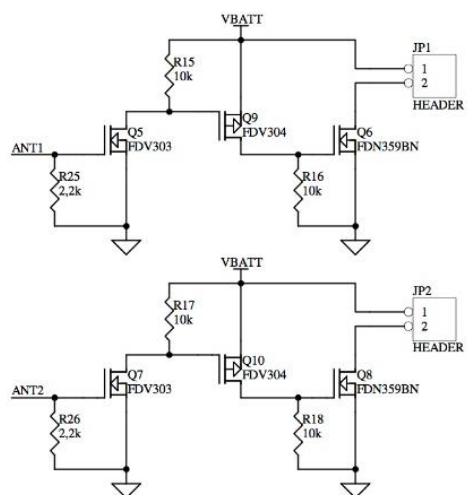 VBATT
JP1
R15
10k
1
2
HEADER
Q5
FDV303
Q9
FDV304
Q6
FDN359BN
ANT1
R25
2,2k
R16
10k
VBATT
JP2
R17
10k
1
2
HEADER
Q7
FDV303
Q10
FDV304
Q8
FDN359BN
ANT2
R26
2,2k
R18
10k